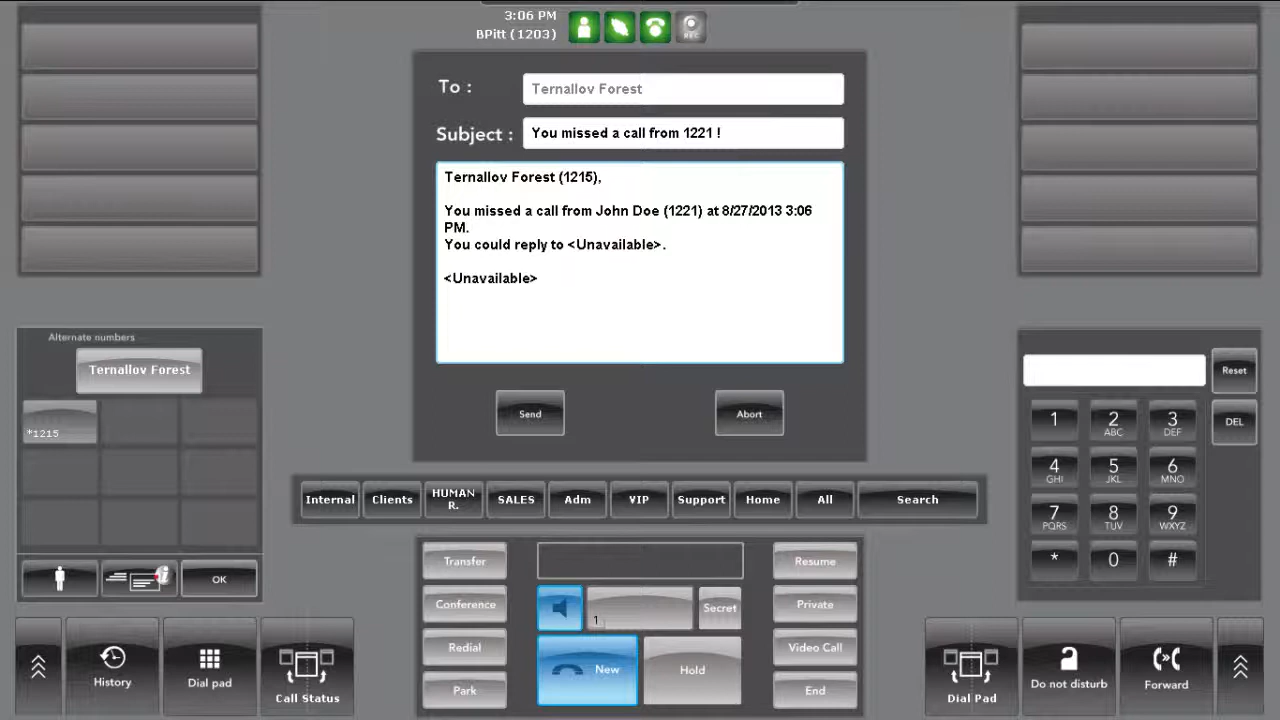 3:06 PM
BPitt (1203)
REC
To :
Ternallov Forest
Subject :
You missed a call from 1221 !
Ternallov Forest (1215),
You missed a call from John Doe (1221) at 8/27/2013 3:06
PM.
You could reply to <Unavailable>.
<Unavailable>
Send
Abort
Alternate numbers
Ternallov Forest
*1215
OK
Internal
Clients
HUMAN
R.
SALES
Adm
VIP
Support
Home
All
Search
Reset
DEL
1
2
ABC
3
DEF
4
GHI
5
JKL
6
MNO
7
PQRS
8
TUV
9
WXYZ
*
0
#
Transfer
Conference
Redial
Park
1
Secret
New
Hold
Resume
Private
Video Call
End
History
Dial pad
Call Status
Dial Pad
Do not disturb
Forward